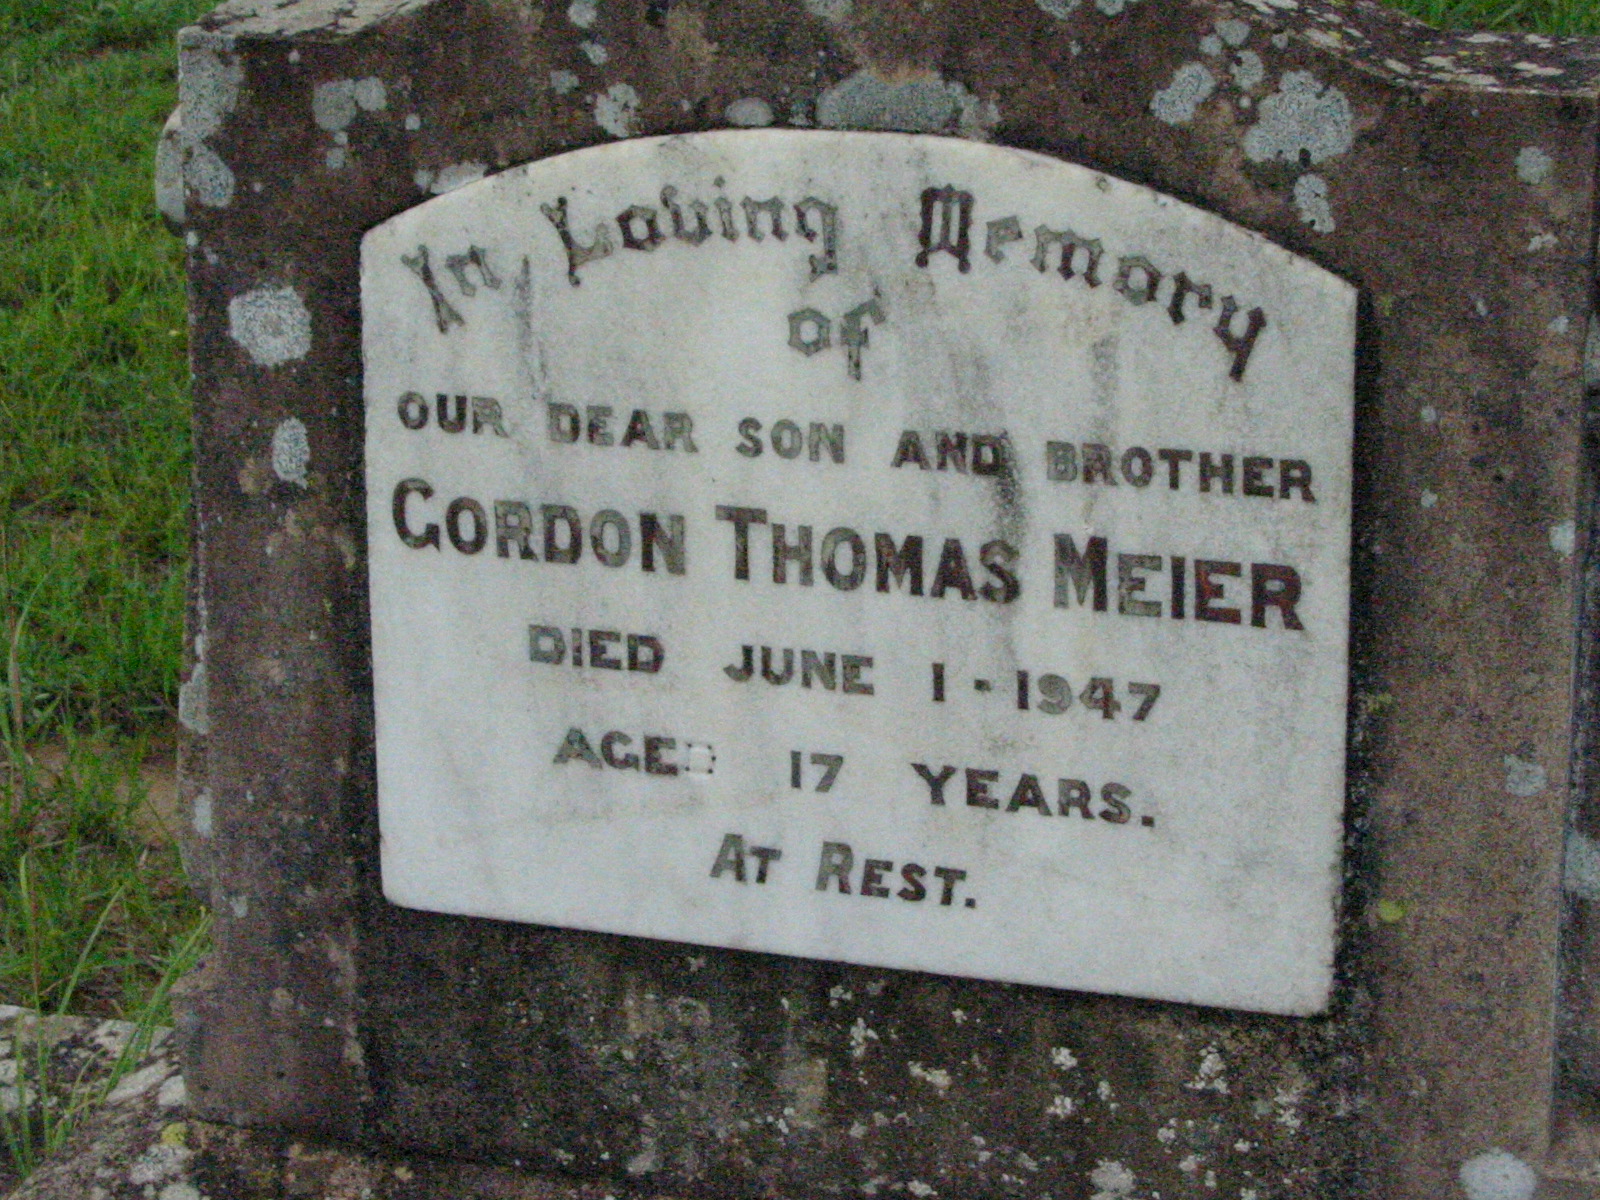 In Loving Memory
of
OUR DEAR SON AND BROTHER
GORDON THOMAS MEIER
DIED JUNE 1-1947
AGED 17 YEARS.
AT REST.